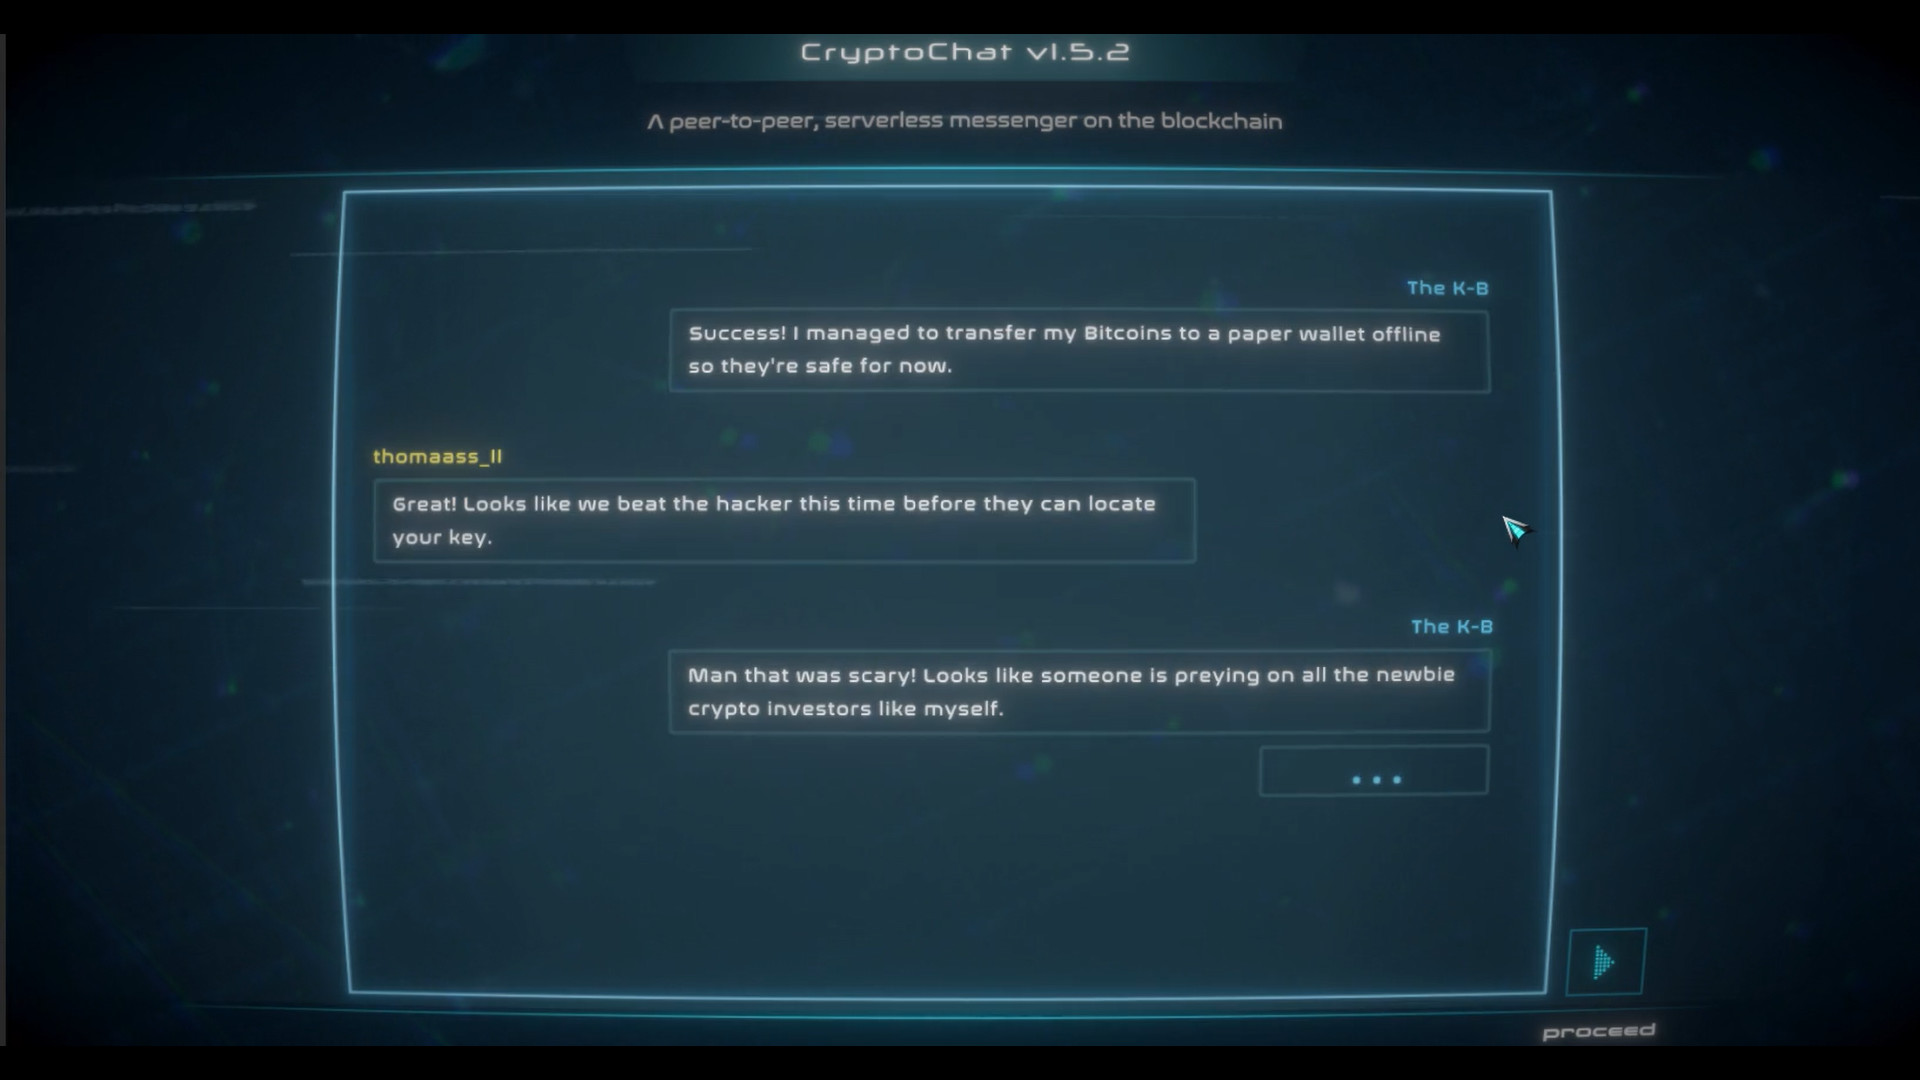 CryptoChat v1.5.2
A peer-to-peer, serverless messenger on the blockchain
The K-B
Success! I managed to transfer my Bitcoins to a paper wallet offline
so they're safe for now.
thomaass_II
Great! Looks like we beat the hacker this time before they can locate
your key.
The K-B
Man that was scary! Looks like someone is preying on all the newbie
crypto investors like myself.
...
proceed